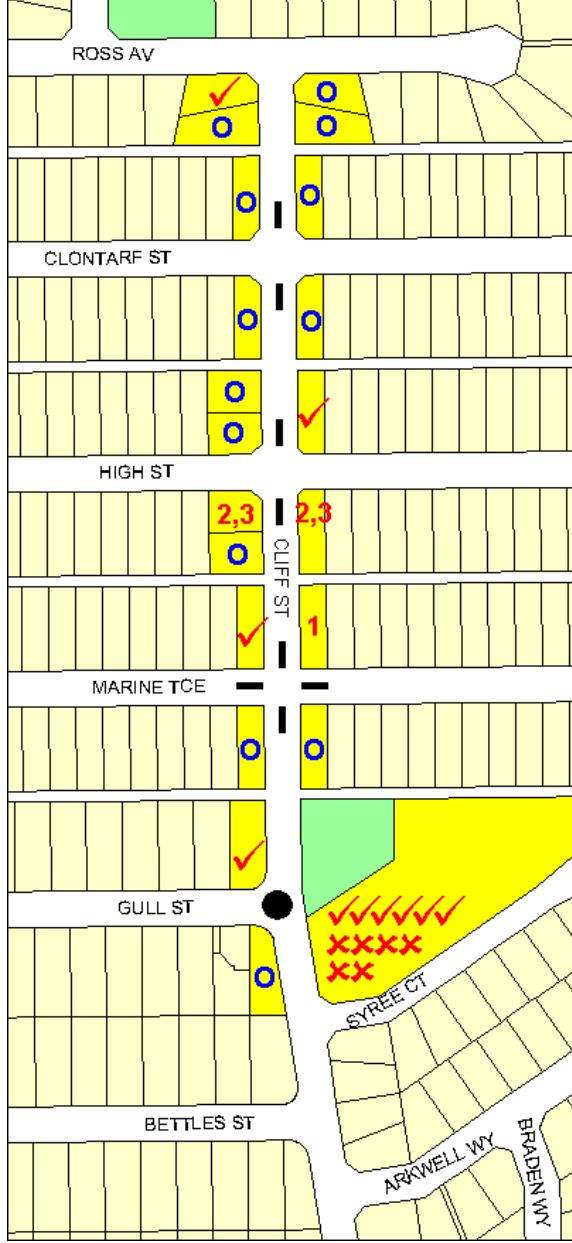 ROSS AV
O
O
O
O
O
CLONTARF ST
O
O
O
O
HIGH ST
2,3
2,3
O
CLIFF ST
1
MARINE TCE
O
O
GULL ST
O
SYREE CT
BETTLES ST
ARKWELL WY
BRADEN WY